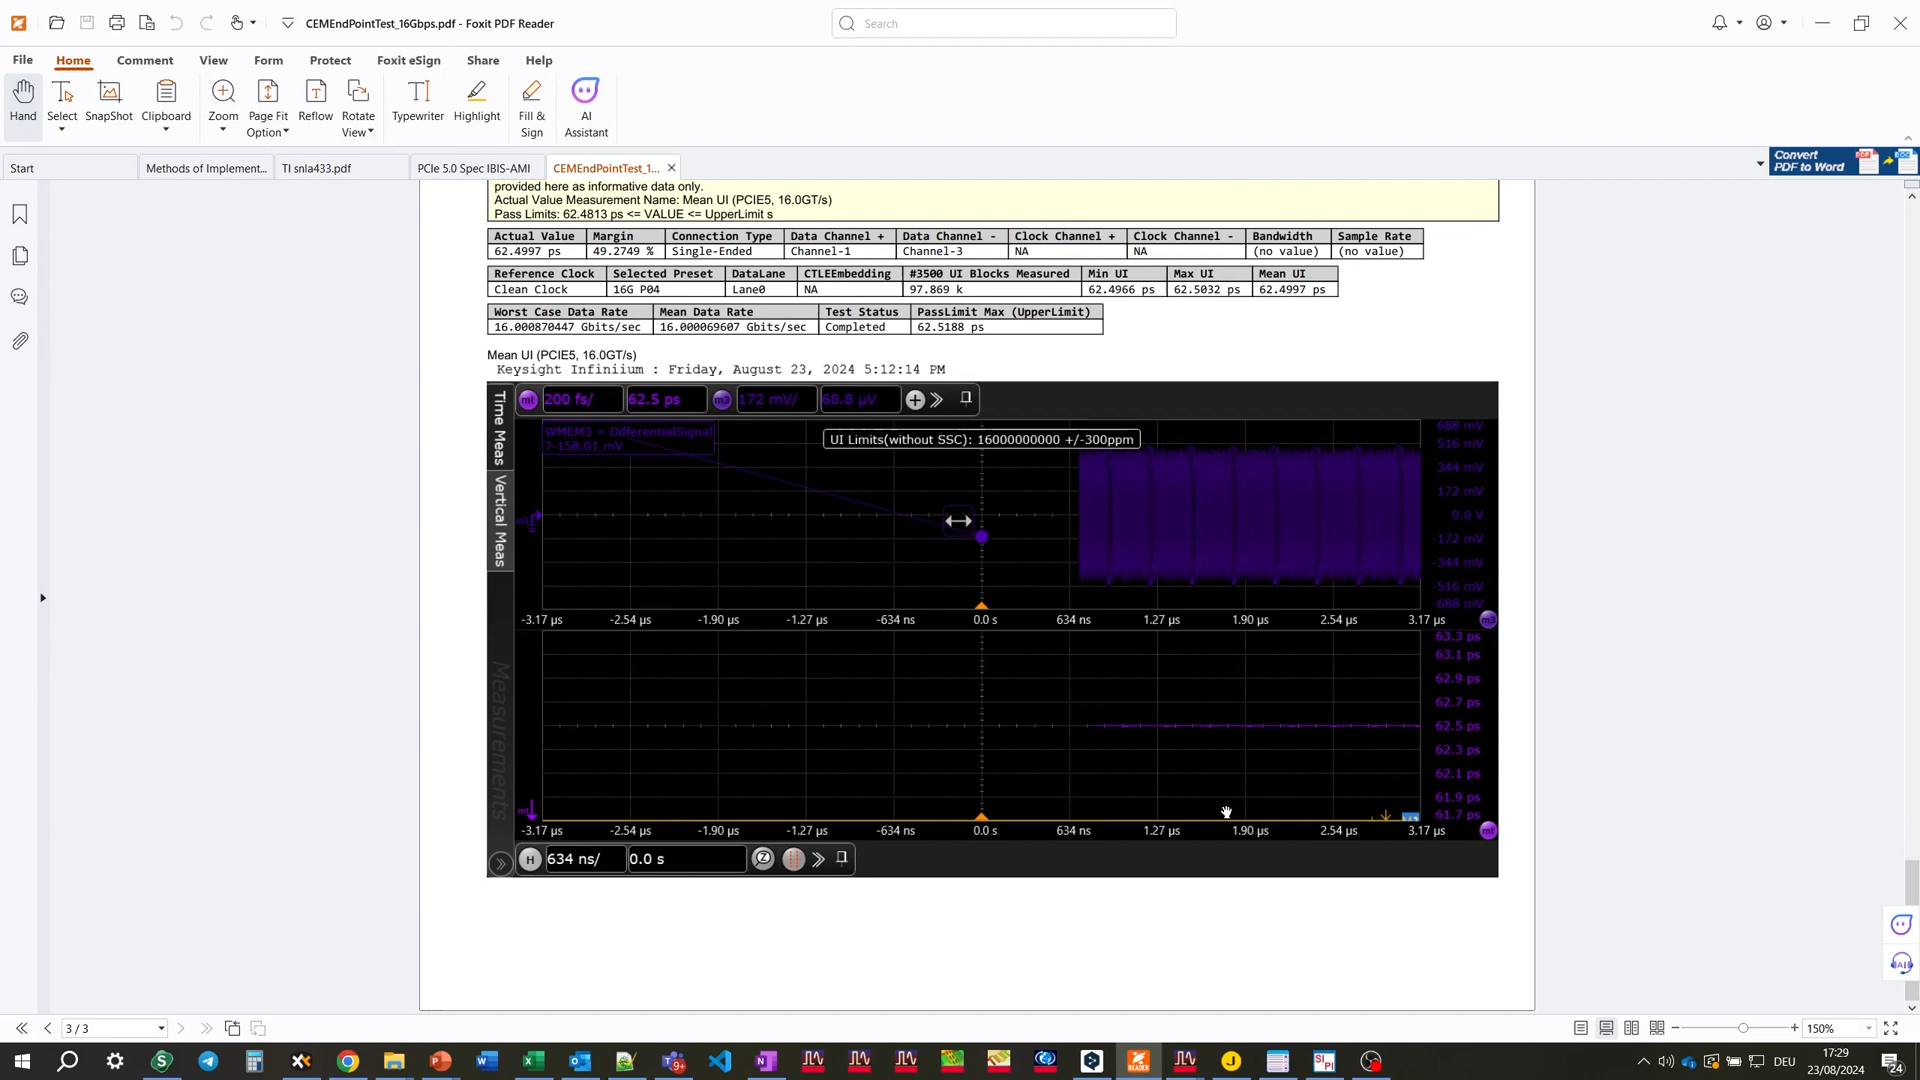 CEMEndPointTest_16Gbps.pdf - Foxit PDF Reader
Search
File Home Comment View Form Protect Foxit eSign Share Help
Hand Select SnapShot Clipboard Zoom Page Fit Option Reflow Rotate View Typewriter Highlight Fill & Sign AI Assistant
Start Methods of Implement... TI snla433.pdf PCIe 5.0 Spec IBIS-AMI CEMEndPointTest_1...
Convert PDF to Word
provided here as informative data only.
Actual Value Measurement Name: Mean UI (PCIE5, 16.0GT/s)
Pass Limits: 62.4813 ps <= VALUE <= UpperLimit s
Actual Value Margin Connection Type Data Channel + Data Channel - Clock Channel + Clock Channel - Bandwidth Sample Rate
62.4997 ps 49.2749 % Single-Ended Channel-1 Channel-3 NA NA (no value) (no value)
Reference Clock Selected Preset DataLane CTLEEmbedding #3500 UI Blocks Measured Min UI Max UI Mean UI
Clean Clock 16G P04 Lane0 NA 97.869 k 62.4966 ps 62.5032 ps 62.4997 ps
Worst Case Data Rate Mean Data Rate Test Status PassLimit Max (UpperLimit)
16.000870447 Gbits/sec 16.000069607 Gbits/sec Completed 62.5188 ps
Mean UI (PCIE5, 16.0GT/s)
Keysight Infiniium : Friday, August 23, 2024 5:12:14 PM
Time Meas
Vertical Meas
Measurements
mt 200 fs/ 62.5 ps m3 172 mV/ 68.8 µV
WMEM3 = DifferentialSignal
?-158.01 mV
UI Limits(without SSC): 16000000000 +/-300ppm
688 mV
516 mV
344 mV
172 mV
0.0 V
-172 mV
-344 mV
-516 mV
-688 mV
m3
-3.17 µs -2.54 µs -1.90 µs -1.27 µs -634 ns 0.0 s 634 ns 1.27 µs 1.90 µs 2.54 µs 3.17 µs m3
63.3 ps
63.1 ps
62.9 ps
62.7 ps
62.5 ps
62.3 ps
62.1 ps
61.9 ps
61.7 ps
mt
-3.17 µs -2.54 µs -1.90 µs -1.27 µs -634 ns 0.0 s 634 ns 1.27 µs 1.90 µs 2.54 µs 3.17 µs mt
H 634 ns/ 0.0 s
3 / 3
150%
DEU
17:29
23/08/2024
24